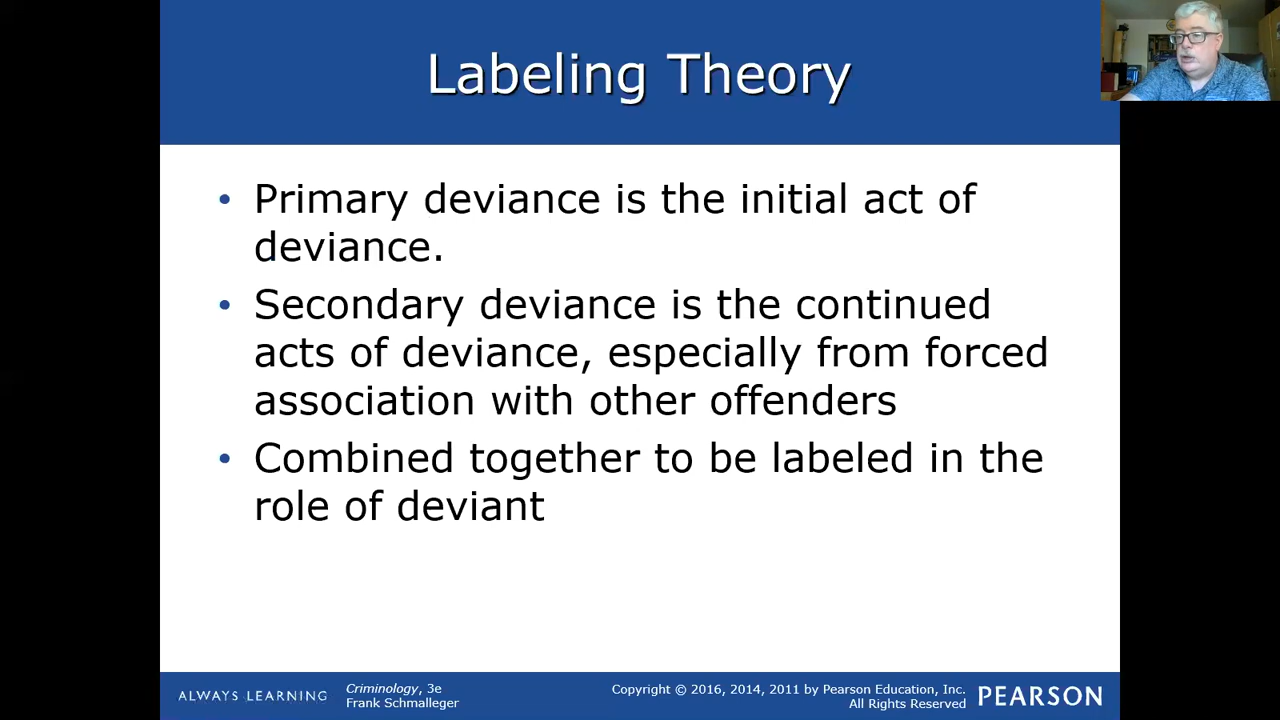 Labeling Theory
• Primary deviance is the initial act of
deviance.
• Secondary deviance is the continued
acts of deviance, especially from forced
association with other offenders
• Combined together to be labeled in the
role of deviant
ALWAYS LEARNING
Criminology, 3e
Frank Schmalleger
Copyright © 2016, 2014, 2011 by Pearson Education, Inc.
All Rights Reserved
PEARSON